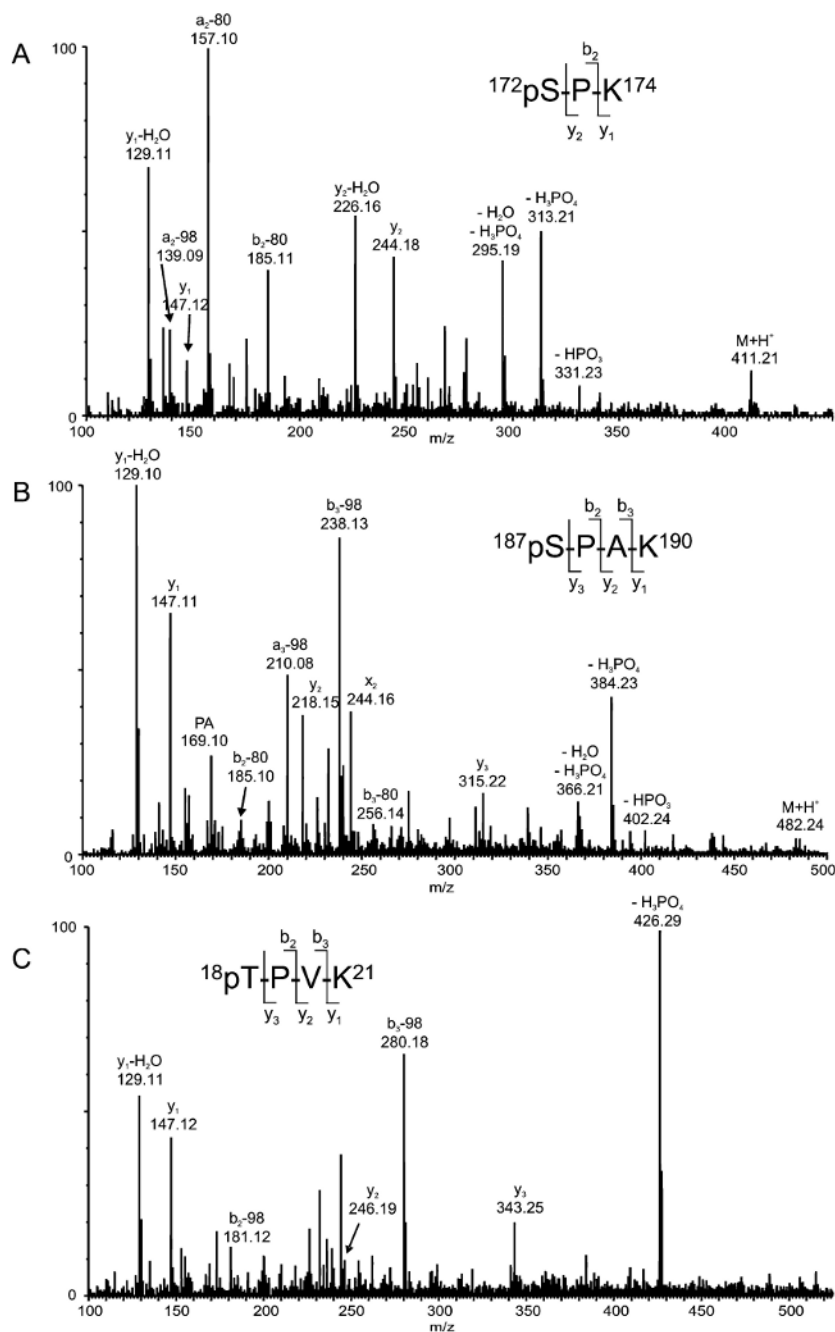 A
100
0
a₂-80
157.10
y₁-H₂O
129.11
a₂-98
139.09
y₁
147.12
b₂-80
185.11
y₂-H₂O
226.16
y₂
244.18
- H₂O
- H₃PO₄
295.19
- H₃PO₄
313.21
- HPO₃
331.23
M+H⁺
411.21
b₂
¹⁷²pS-P-K¹⁷⁴
y₂ y₁
100 150 200 250 300 350 400
m/z
B
100
0
y₁-H₂O
129.10
y₁
147.11
PA
169.10
b₂-80
185.10
a₃-98
210.08
y₂
218.15
b₃-98
238.13
x₂
244.16
b₃-80
256.14
y₃
315.22
- H₂O
- H₃PO₄
366.21
- H₃PO₄
384.23
- HPO₃
402.24
M+H⁺
482.24
b₂ b₃
¹⁸⁷pS-P-A-K¹⁹⁰
y₃ y₂ y₁
100 150 200 250 300 350 400 450 500
m/z
C
100
0
y₁-H₂O
129.11
y₁
147.12
b₂-98
181.12
y₂
246.19
b₃-98
280.18
y₃
343.25
- H₃PO₄
426.29
b₂ b₃
¹⁸pT-P-V-K²¹
y₃ y₂ y₁
100 150 200 250 300 350 400 450 500
m/z